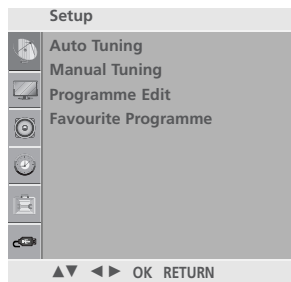 Setup
Auto Tuning
Manual Tuning
Programme Edit
Favourite Programme
▲▼ ◄► OK RETURN